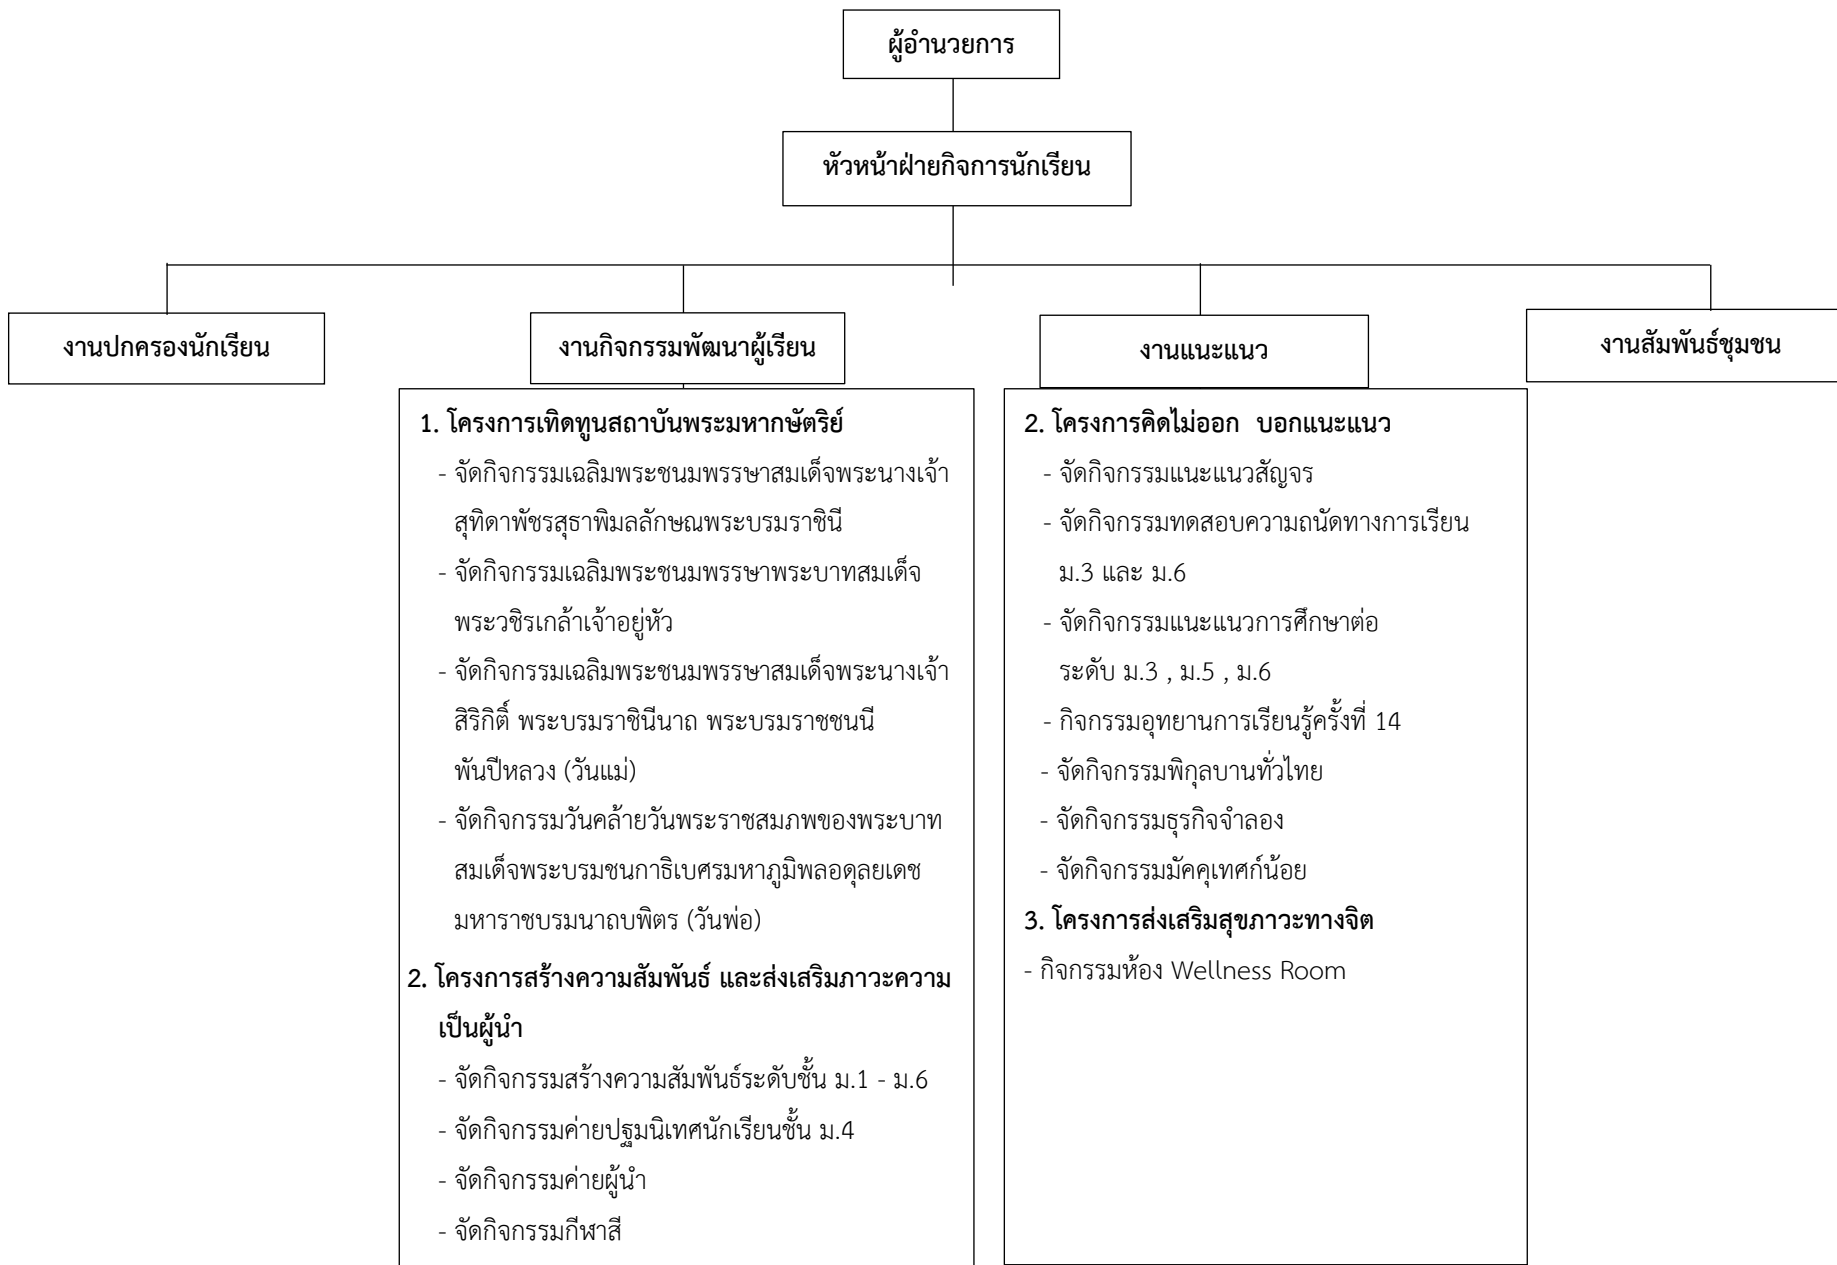 ผู้อำนวยการ
หัวหน้าฝ่ายกิจการนักเรียน
งานปกครองนักเรียน
งานกิจกรรมพัฒนาผู้เรียน
งานแนะแนว
งานสัมพันธ์ชุมชน
1. โครงการเทิดทูนสถาบันพระมหากษัตริย์
- จัดกิจกรรมเฉลิมพระชนมพรรษาสมเด็จพระนางเจ้า
สุทิดาพัชรสุธาพิมลลักษณพระบรมราชินี
- จัดกิจกรรมเฉลิมพระชนมพรรษาพระบาทสมเด็จ
พระวชิรเกล้าเจ้าอยู่หัว
- จัดกิจกรรมเฉลิมพระชนมพรรษาสมเด็จพระนางเจ้า
สิริกิติ์ พระบรมราชินีนาถ พระบรมราชชนนี
พันปีหลวง (วันแม่)
- จัดกิจกรรมวันคล้ายวันพระราชสมภพของพระบาท
สมเด็จพระบรมชนกาธิเบศรมหาภูมิพลอดุลยเดช
มหาราชบรมนาถบพิตร (วันพ่อ)
2. โครงการสร้างความสัมพันธ์ และส่งเสริมภาวะความ
เป็นผู้นำ
- จัดกิจกรรมสร้างความสัมพันธ์ระดับชั้น ม.1 - ม.6
- จัดกิจกรรมค่ายปฐมนิเทศนักเรียนชั้น ม.4
- จัดกิจกรรมค่ายผู้นำ
- จัดกิจกรรมกีฬาสี
2. โครงการคิดไม่ออก  บอกแนะแนว
- จัดกิจกรรมแนะแนวสัญจร
- จัดกิจกรรมทดสอบความถนัดทางการเรียน
ม.3 และ ม.6
- จัดกิจกรรมแนะแนวการศึกษาต่อ
ระดับ ม.3 , ม.5 , ม.6
- กิจกรรมอุทยานการเรียนรู้ครั้งที่ 14
- จัดกิจกรรมพิกุลบานทั่วไทย
- จัดกิจกรรมธุรกิจจำลอง
- จัดกิจกรรมมัคคุเทศก์น้อย
3. โครงการส่งเสริมสุขภาวะทางจิต
- กิจกรรมห้อง Wellness Room